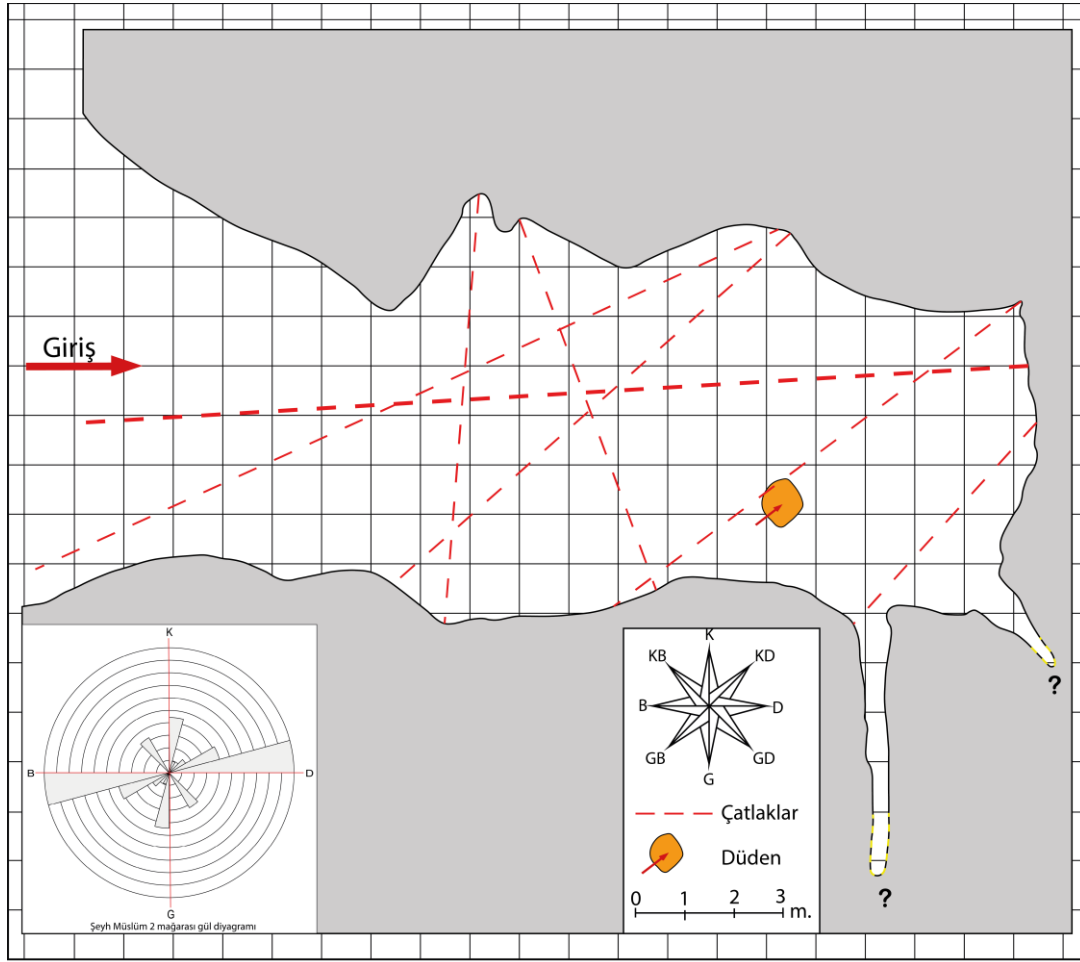 Giriş
K
B
D
G
Şeyh Müslüm 2 mağarası gül diyagramı
K
KB
KD
B
D
GB
GD
G
Çatlaklar
Düden
0 1 2 3 m.
?
?